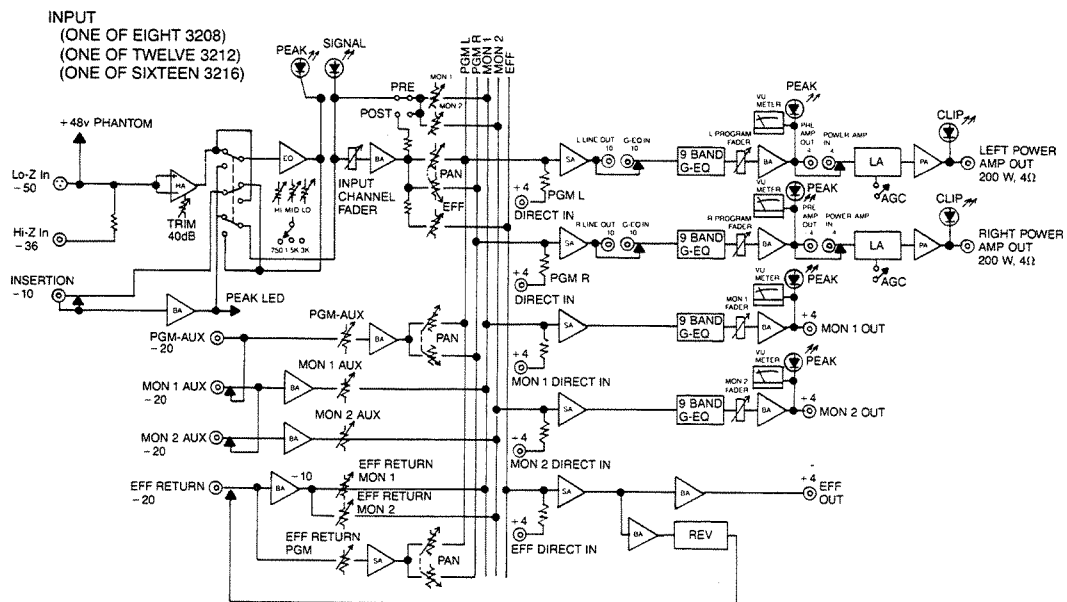 INPUT
(ONE OF EIGHT 3208)
(ONE OF TWELVE 3212)
(ONE OF SIXTEEN 3216)
PEAK
SIGNAL
PGM L
PGM R
MON 1
MON 2
EFF
+48v PHANTOM
Lo-Z In
-50
Hi-Z In
-36
HA
TRIM
40dB
EQ
HI MID LO
750 1.5K 3K
INPUT
CHANNEL
FADER
BA
PRE
POST
MON 1
MON 2
PAN
EFF
INSERTION
-10
BA
PEAK LED
SA
L LINE OUT
10
G-EQ IN
10
9 BAND
G-EQ
L PROGRAM
FADER
VU
METER
PEAK
BA
PRE
AMP
OUT
4
POWER AMP
IN
4
LA
AGC
PA
CLIP
+4
LEFT POWER
AMP OUT
200 W, 4Ω
+4
PGM L
DIRECT IN
SA
R LINE OUT
10
G-EQ IN
10
9 BAND
G-EQ
R PROGRAM
FADER
VU
METER
PEAK
BA
PRE
AMP
OUT
4
POWER AMP
IN
4
LA
AGC
PA
CLIP
+4
RIGHT POWER
AMP OUT
200 W, 4Ω
+4
PGM R
DIRECT IN
PGM-AUX
-20
PGM-AUX
BA
PAN
SA
9 BAND
G-EQ
MON 1
FADER
VU
METER
PEAK
BA
+4
MON 1 OUT
+4
MON 1 DIRECT IN
MON 1 AUX
-20
BA
MON 1 AUX
SA
9 BAND
G-EQ
MON 2
FADER
VU
METER
PEAK
BA
+4
MON 2 OUT
+4
MON 2 DIRECT IN
MON 2 AUX
-20
BA
MON 2 AUX
EFF RETURN
-20
BA
-10
EFF RETURN
MON 1
EFF RETURN
MON 2
EFF RETURN
PGM
SA
PAN
SA
BA
+4
EFF
OUT
+4
EFF DIRECT IN
BA
REV